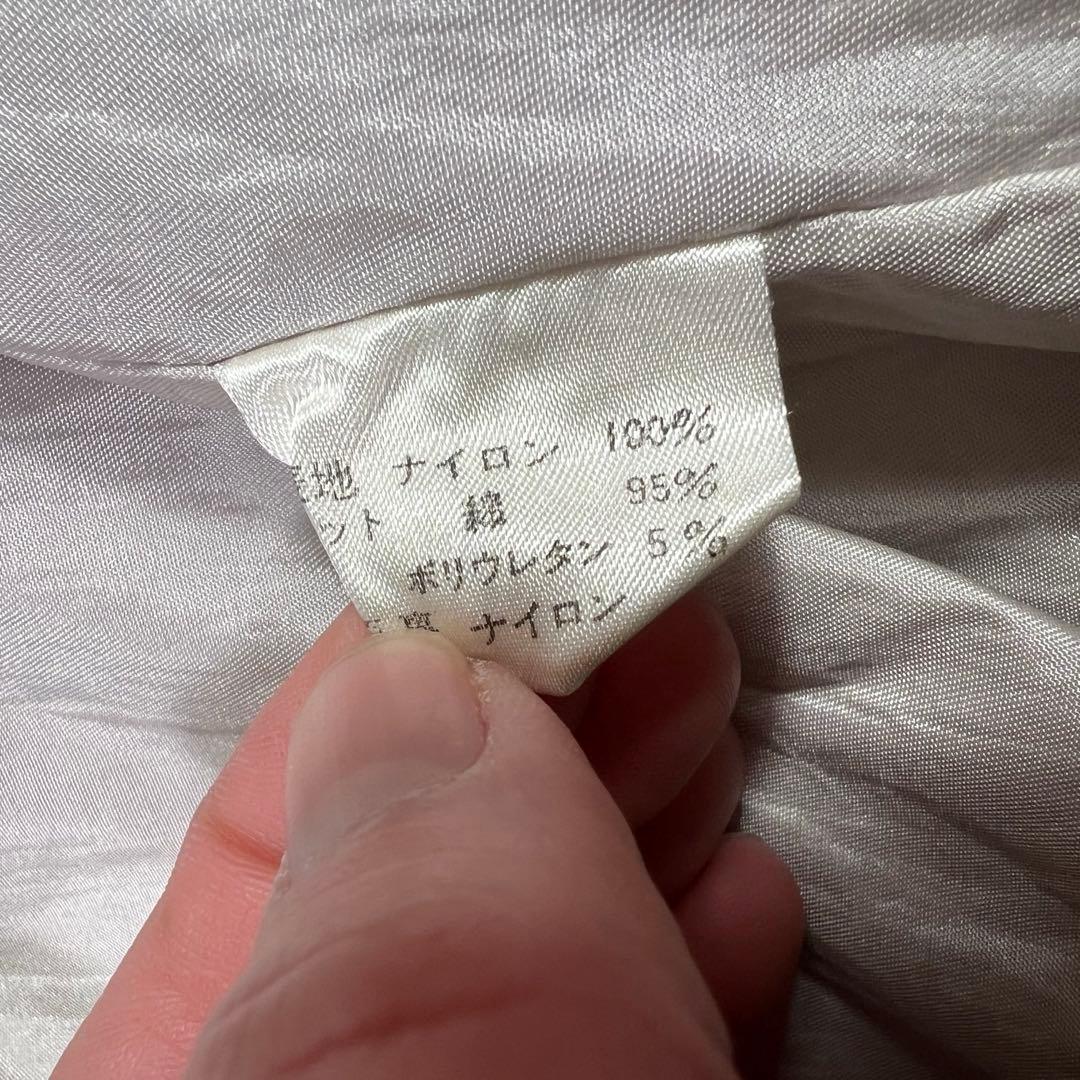 地 ナイロン 100%
ット 綿 95%
ポリウレタン 5%
裏 ナイロン